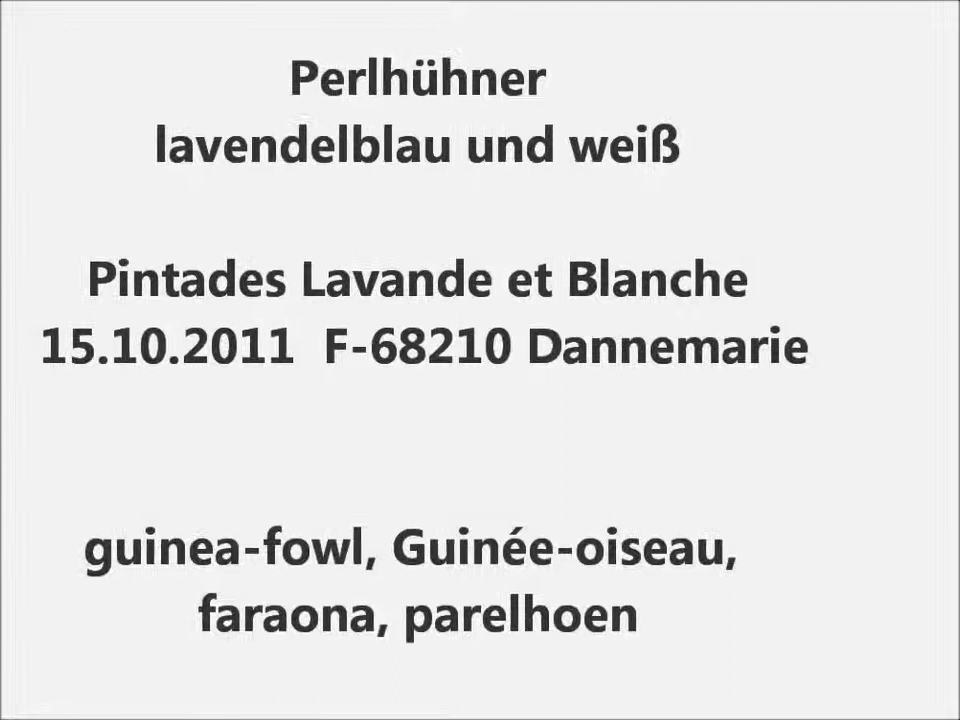 Perlhühner
lavendelblau und weiß
Pintades Lavande et Blanche
15.10.2011 F-68210 Dannemarie
guinea-fowl, Guinée-oiseau,
faraona, parelhoen